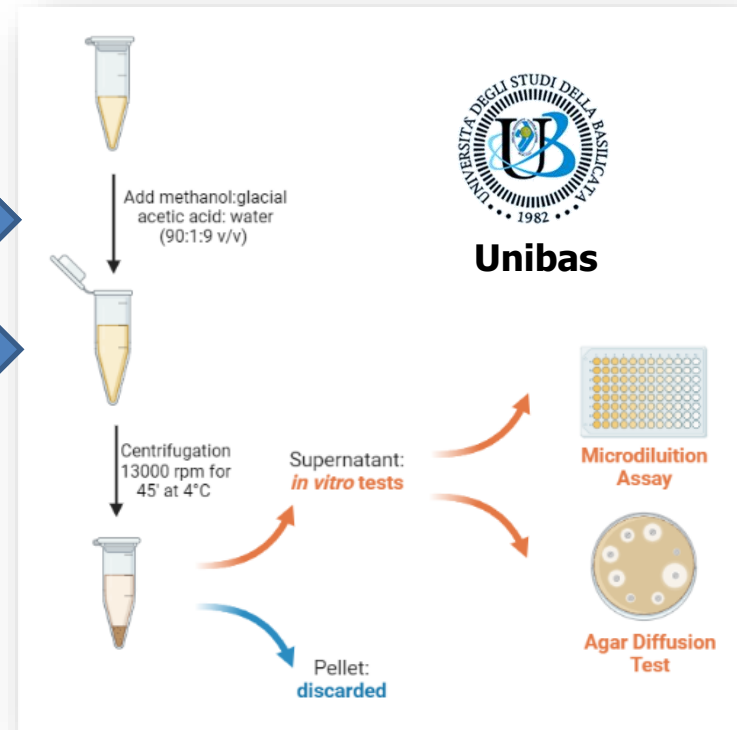 UNIVERSITÀ DEGLI STUDI DELLA BASILICATA
UB
1982
Unibas
Add methanol:glacial
acetic acid: water
(90:1:9 v/v)
Centrifugation
13000 rpm for
45' at 4°C
Supernatant:
in vitro tests
Microdiluition
Assay
Agar Diffusion
Test
Pellet:
discarded